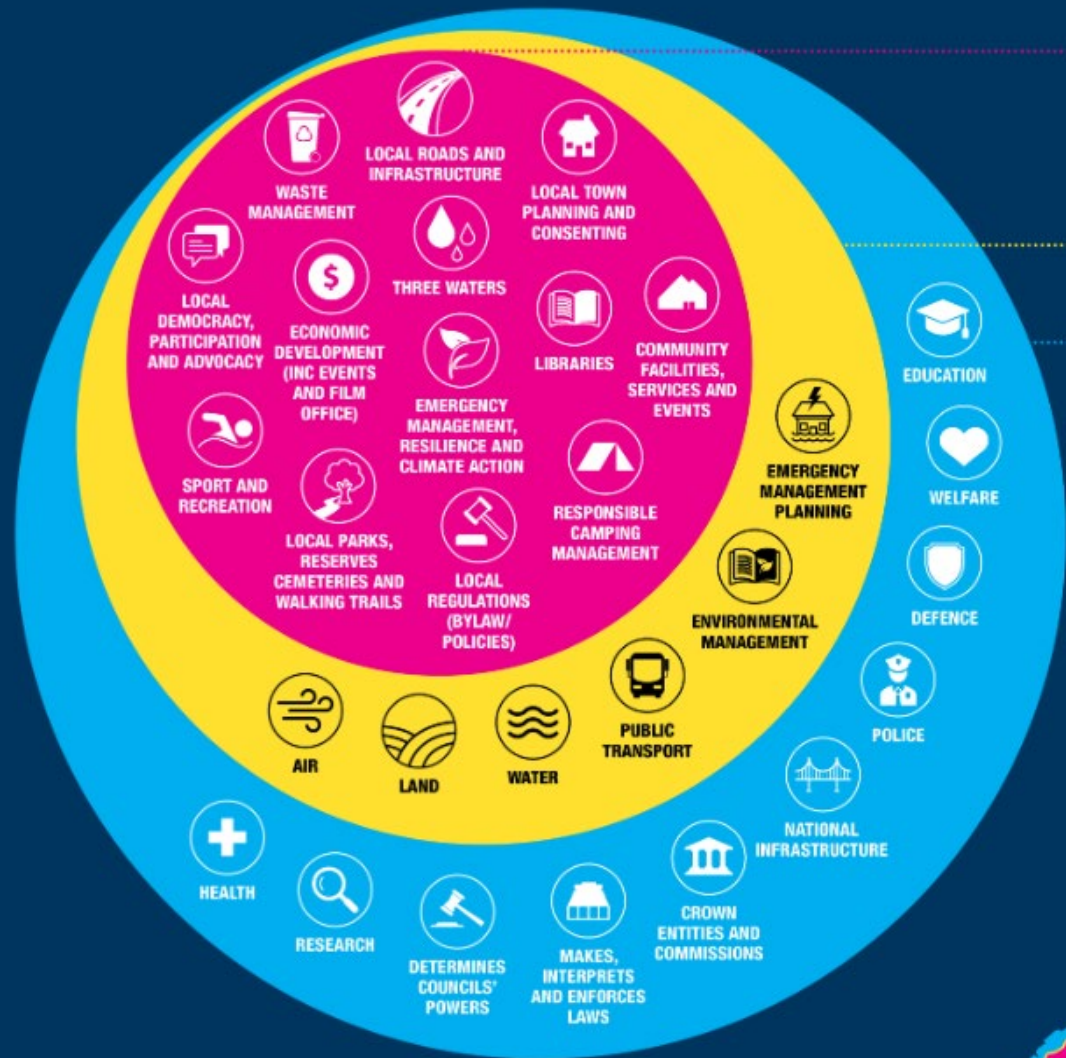 LOCAL ROADS AND
INFRASTRUCTURE
WASTE
MANAGEMENT
LOCAL TOWN
PLANNING AND
CONSENTING
THREE WATERS
LOCAL
DEMOCRACY,
PARTICIPATION
AND ADVOCACY
$
ECONOMIC
DEVELOPMENT
(INC EVENTS
AND FILM
OFFICE)
LIBRARIES
COMMUNITY
FACILITIES,
SERVICES AND
EVENTS
EMERGENCY
MANAGEMENT,
RESILIENCE AND
CLIMATE ACTION
SPORT AND
RECREATION
LOCAL PARKS,
RESERVES
CEMETERIES AND
WALKING TRAILS
LOCAL
REGULATIONS
(BYLAW/
POLICIES)
RESPONSIBLE
CAMPING
MANAGEMENT
EMERGENCY
MANAGEMENT
PLANNING
ENVIRONMENTAL
MANAGEMENT
PUBLIC
TRANSPORT
WATER
LAND
AIR
EDUCATION
WELFARE
DEFENCE
POLICE
NATIONAL
INFRASTRUCTURE
CROWN
ENTITIES AND
COMMISSIONS
MAKES,
INTERPRETS
AND ENFORCES
LAWS
DETERMINES
COUNCILS'
POWERS
RESEARCH
HEALTH